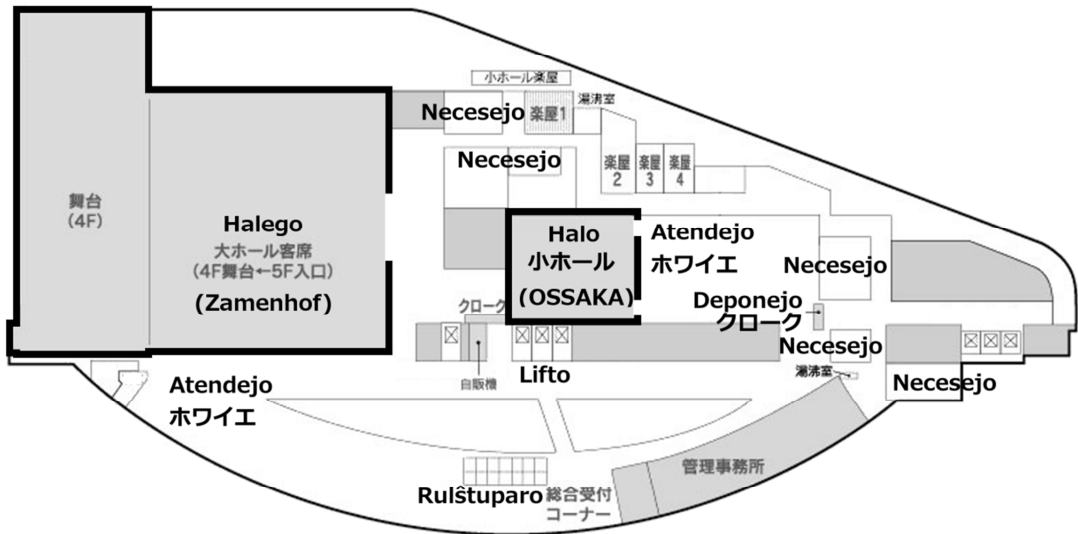 小ホール楽屋
Necesejo
楽屋1
湯沸室
Necesejo
楽屋
2
楽屋
3
楽屋
4
舞台
(4F)
Halego
大ホール客席
(4F舞台←5F入口)
(Zamenhof)
Halo
小ホール
(OSSAKA)
Atendejo
ホワイエ
Necesejo
クローク
Deponejo
クローク
Necesejo
自販機
Lifto
湯沸室
Necesejo
Atendejo
ホワイエ
管理事務所
Rulŝtuparo
総合受付
コーナー